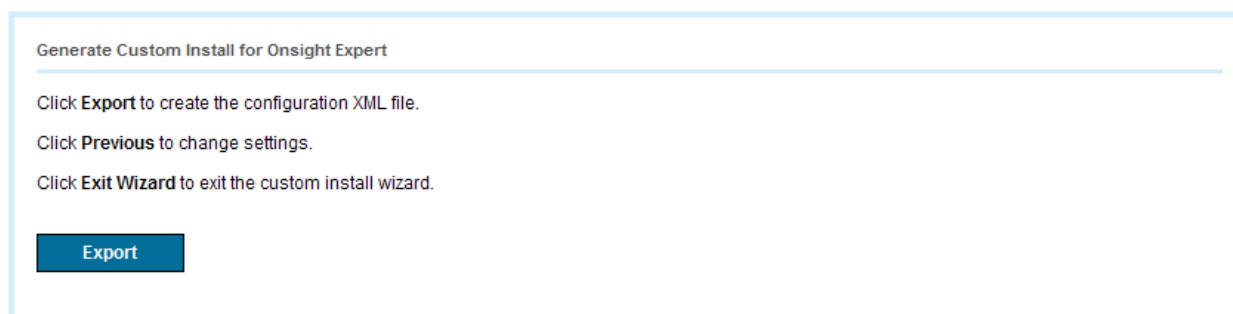 Generate Custom Install for Onsight Expert
Click Export to create the configuration XML file.
Click Previous to change settings.
Click Exit Wizard to exit the custom install wizard.
Export